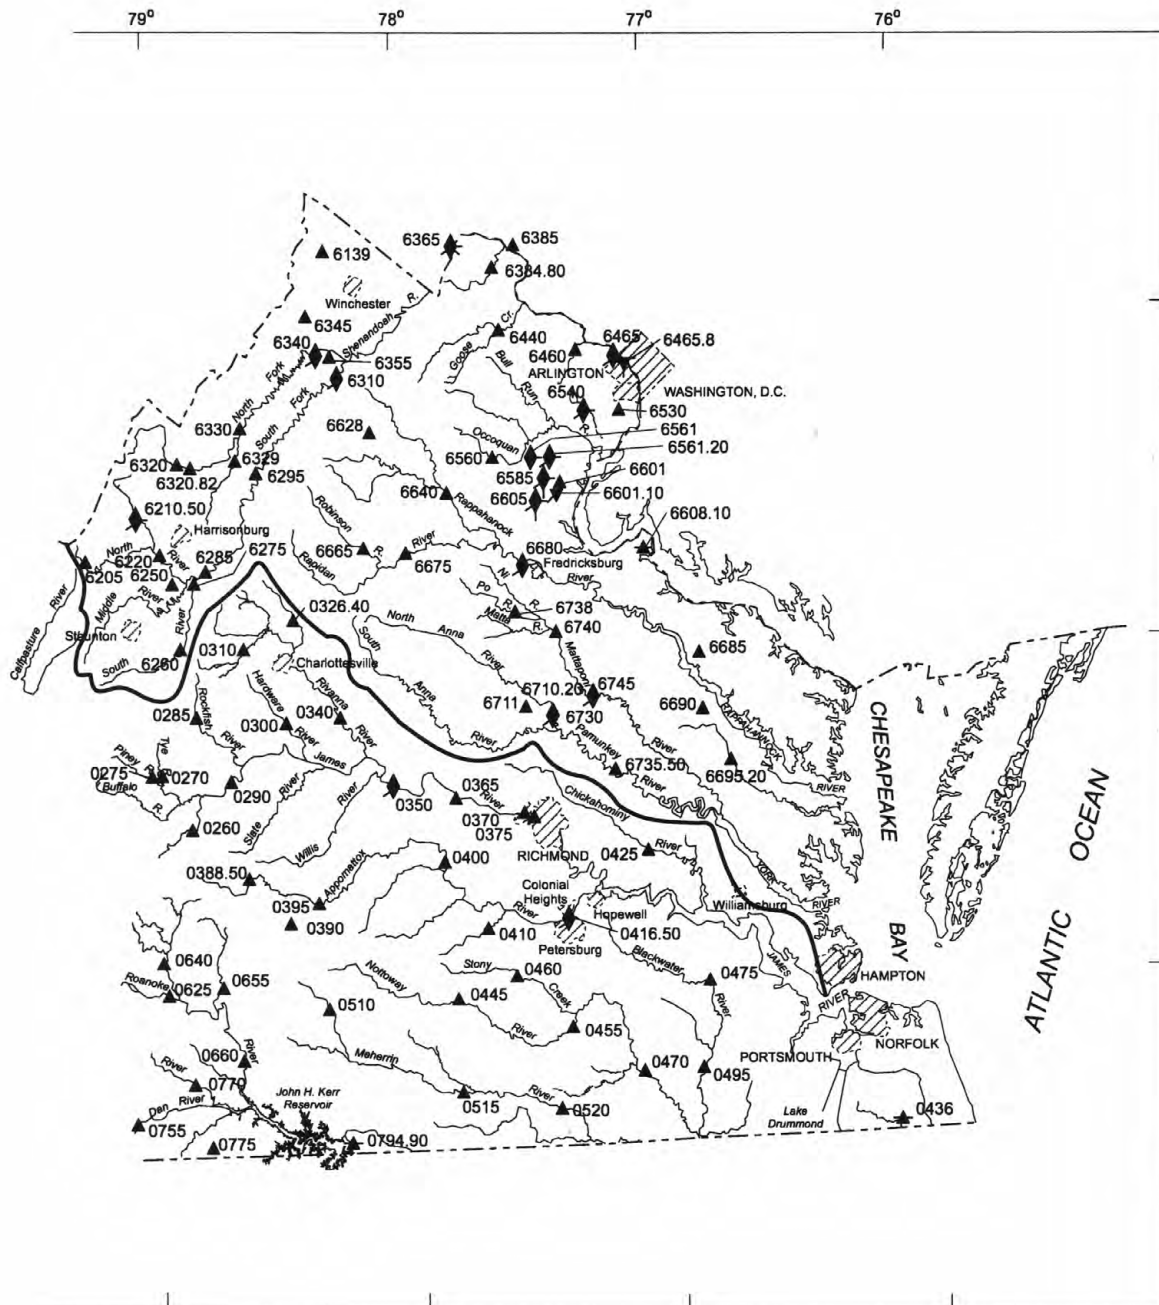 79° 78° 77° 76°
6365
6385
6139
6384.80
Winchester
R.
6345
Shenandoah
Cr.
6440
6465
6465.8
6340
Goose
6460
Fork
6355
Bull
ARLINGTON
WASHINGTON, D.C.
6310
Run
6540
Fork
6530
North
R.
6330
6628
6561
South
Occoquan
6561.20
6320
6329
6560
6601
6320.82
6295
6585
6640
6605
6601.10
6210.50
Robinson
Rappahannock
6608.10
Harrisonburg
River
North
6275
R.
6680
6220
River
6285
6665
6675
Fredricksburg
6205
6250
Rapidan
Ni
River
River
Middle
River
Po
R.
6738
0326.40
North
Anna
Matta
R.
6740
Calfpasture
Staunton
River
South
Mattaponi
6685
6260
0310
Charlottesville
South
Hardware
Rivanna
River
6710.20
6745
Anna
6711
6690
0285
Rockfish
0300
0340
6730
RAPPAHANNOCK
CHESAPEAKE
River
River
River
River
Pamunkey
River
Tye
James
6735.50
6695.20
Piney
River
RIVER
0275
0270
River
River
0365
Chickahominy
Buffalo
R.
0290
0350
River
0370
0375
0260
Slate
Willis
RICHMOND
0425
River
YORK
0400
Appomattox
0388.50
Colonial
Heights
Williamsburg
0395
River
Hopewell
RIVER
0390
0410
0416.50
BAY
Petersburg
Blackwater
JAMES
0640
Stony
0460
0475
HAMPTON
Roanoke
0655
Nottoway
ATLANTIC OCEAN
0625
0445
Creek
River
RIVER
0510
River
0455
NORFOLK
PORTSMOUTH
0660
River
Meherrin
0470
0495
River
0770
John H. Kerr
Reservoir
River
Dan
River
0515
0520
Lake
Drummond
0436
0755
0775
0794.90